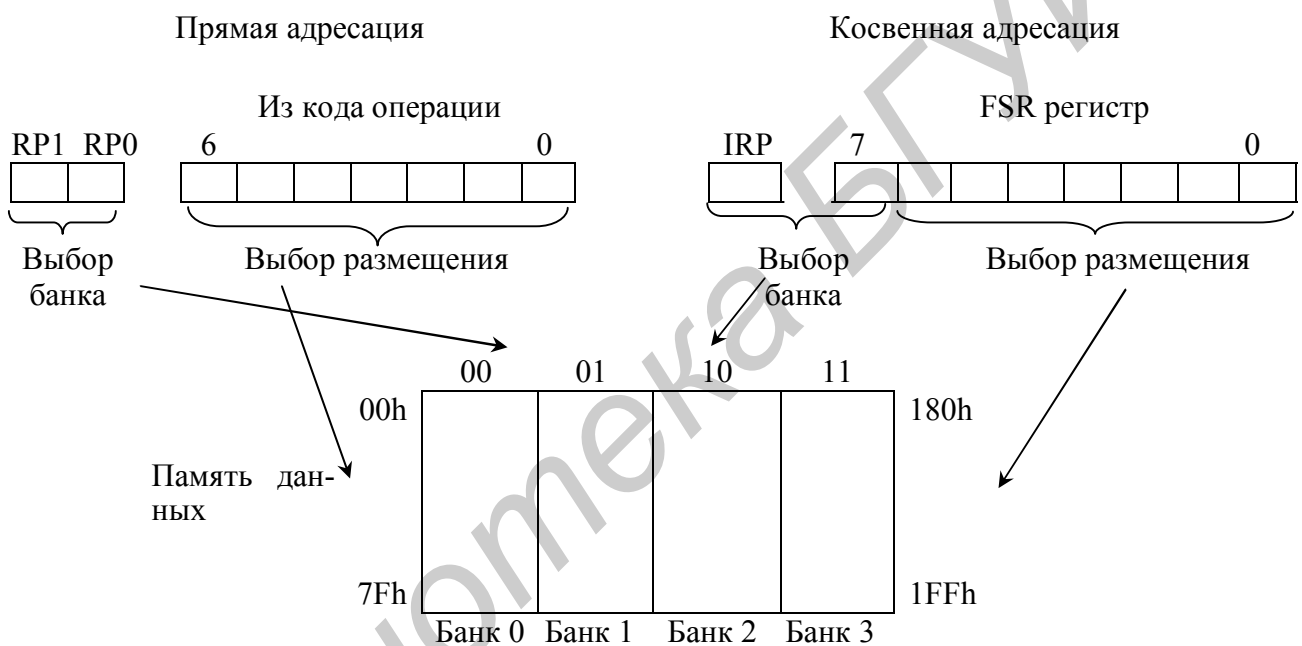 Прямая адресация
Косвенная адресация
Из кода операции
FSR регистр
RP1 RP0 6 0
IRP 7 0
Выбор банка
Выбор размещения
Выбор банка
Выбор размещения
00 01 10 11
00h
180h
Память дан-
ных
7Fh
1FFh
Банк 0 Банк 1 Банк 2 Банк 3
отека БГУИ